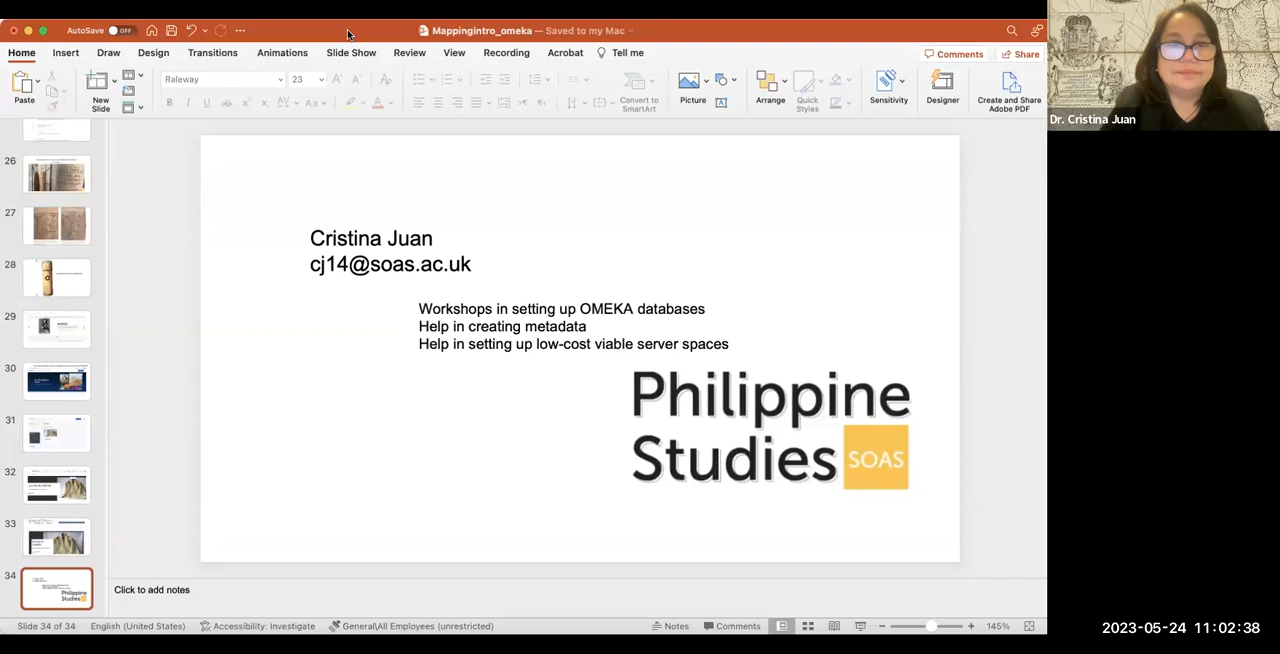 AutoSave OFF
Mappingintro_omeka — Saved to my Mac
Home Insert Draw Design Transitions Animations Slide Show Review View Recording Acrobat Tell me
Comments Share
Paste
New Slide
Raleway 23
Convert to SmartArt
Picture
Arrange
Quick Styles
Sensitivity
Designer
Create and Share Adobe PDF
Dr. Cristina Juan
26
27
28
29
30
31
32
33
34
Cristina Juan
cj14@soas.ac.uk
Workshops in setting up OMEKA databases
Help in creating metadata
Help in setting up low-cost viable server spaces
Philippine
Studies SOAS
Philippine
Studies
Click to add notes
Slide 34 of 34 English (United States) Accessibility: Investigate General\All Employees (unrestricted) Notes Comments 145%
2023-05-24 11:02:38